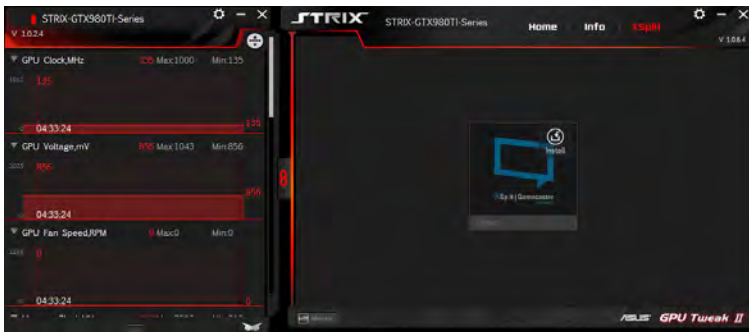 STRIX-GTX980TI-Series
V 1.0.2.4
GPU Clock,MHz 135 Max:1000 Min:135
135
135
04:33:24
GPU Voltage,mV 856 Max:1043 Min:856
856
856
04:33:24
GPU Fan Speed,RPM 0 Max:0 Min:0
0
0
04:33:24
STRIX STRIX-GTX980TI-Series Home Info XSplit
V 1.0.6.4
Install
XSplit | Gamecaster
ASUS GPU Tweak II